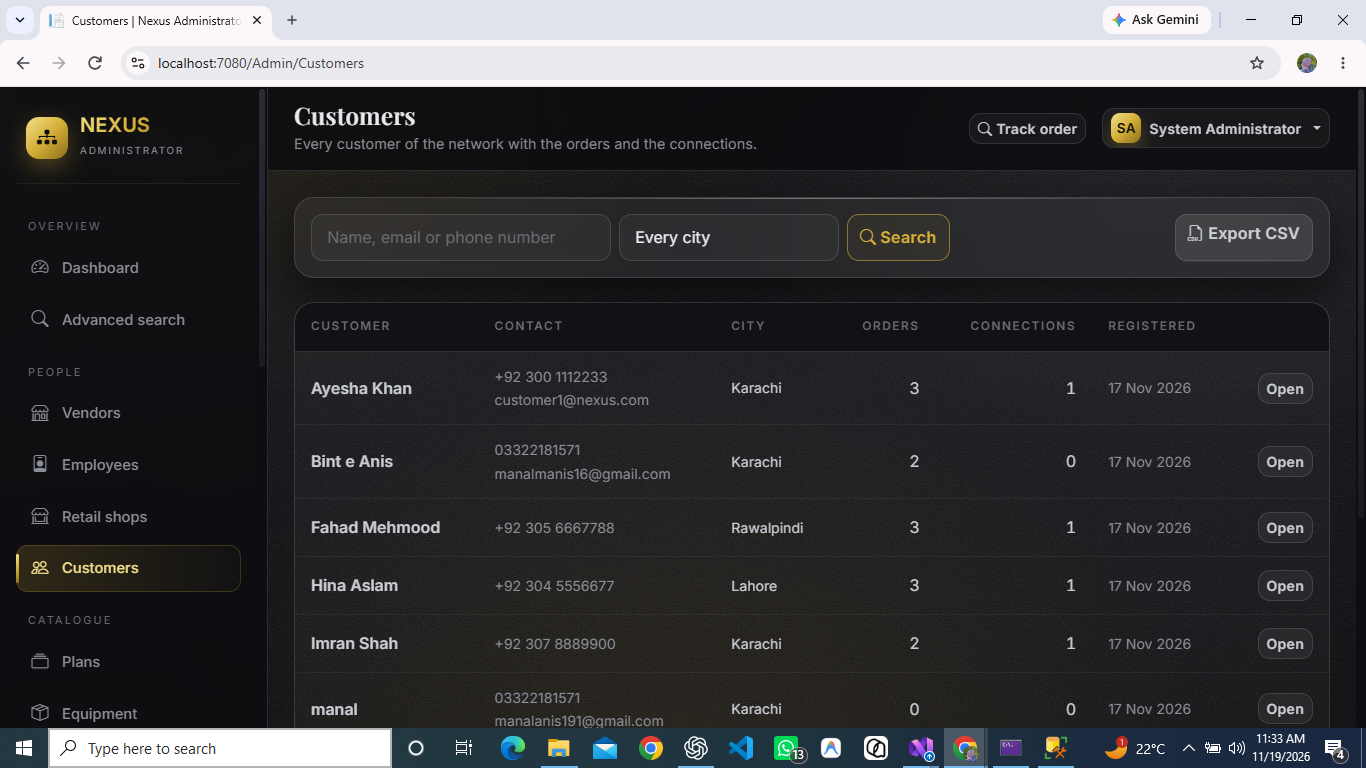 Customers | Nexus Administrato
Ask Gemini
localhost:7080/Admin/Customers
NEXUS
ADMINISTRATOR
Customers
Every customer of the network with the orders and the connections.
Track order
SA
System Administrator
OVERVIEW
Dashboard
Advanced search
PEOPLE
Vendors
Employees
Retail shops
Customers
CATALOGUE
Plans
Equipment
Name, email or phone number
Every city
Search
CSV
Export CSV
CUSTOMER CONTACT CITY ORDERS CONNECTIONS REGISTERED
+92 300 1112233
Ayesha Khan Karachi 3 1 17 Nov 2026 Open
customer1@nexus.com
03322181571
Bint e Anis Karachi 2 0 17 Nov 2026 Open
manalmanis16@gmail.com
Fahad Mehmood +92 305 6667788 Rawalpindi 3 1 17 Nov 2026 Open
Hina Aslam +92 304 5556677 Lahore 3 1 17 Nov 2026 Open
Imran Shah +92 307 8889900 Karachi 2 1 17 Nov 2026 Open
03322181571
manal Karachi 0 0 17 Nov 2026 Open
manalanis191@gmail.com
Type here to search
13
1
22°C
11:33 AM
11/19/2026
4